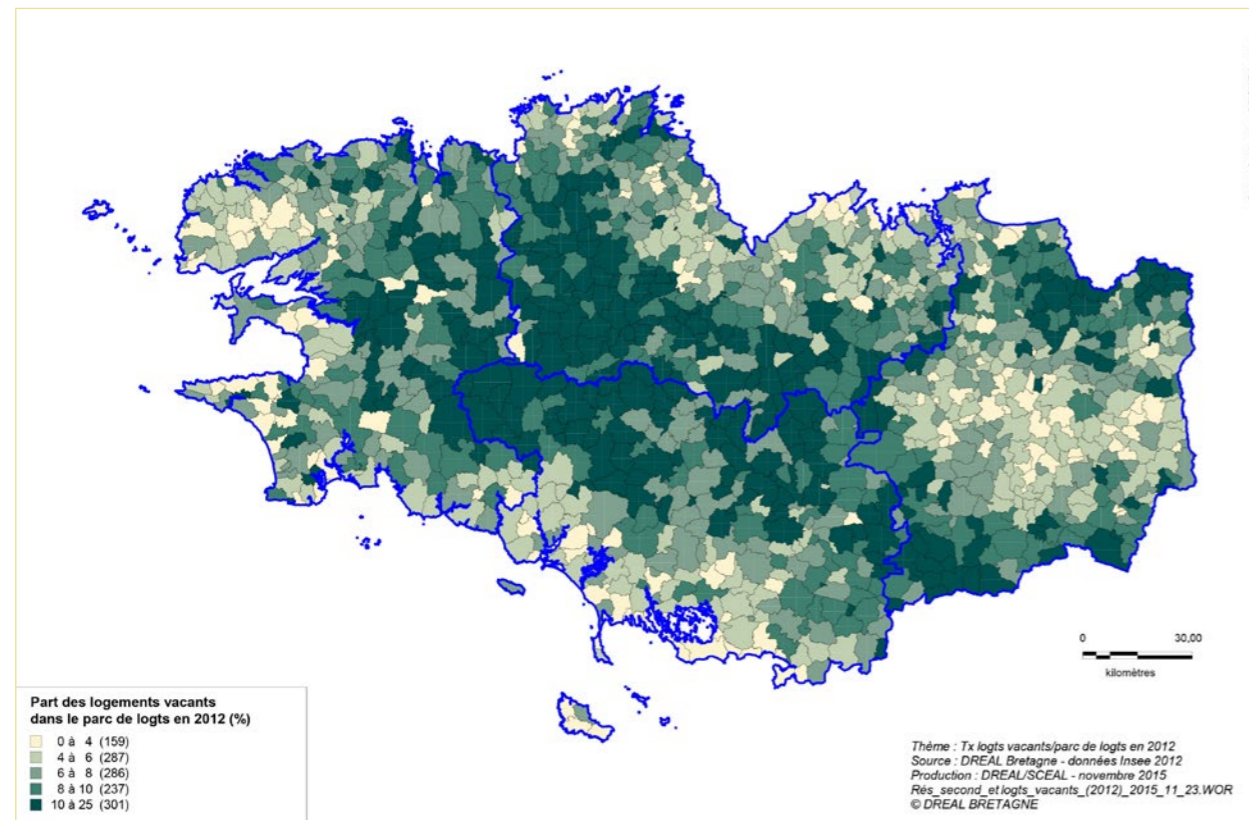 0 30,00
kilomètres
Part des logements vacants
dans le parc de logts en 2012 (%)
0 à 4 (159)
4 à 6 (287)
6 à 8 (286)
8 à 10 (237)
10 à 25 (301)
Thème : Tx logts vacants/parc de logts en 2012
Source : DREAL Bretagne - données Insee 2012
Production : DREAL/SCEAL - novembre 2015
Rés_second_et logts_vacants_(2012)_2015_11_23.WOR
© DREAL BRETAGNE